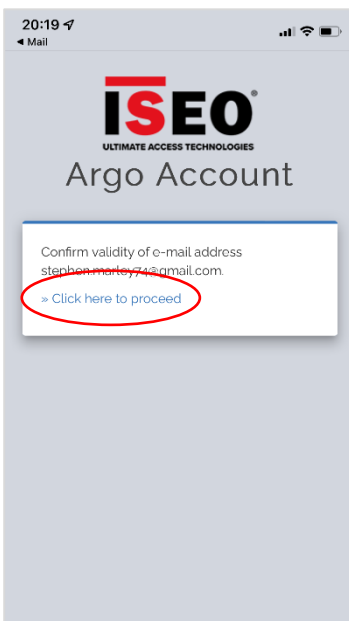 20:19
◀ Mail
ISEO®
ULTIMATE ACCESS TECHNOLOGIES
Argo Account
Confirm validity of e-mail address
stephen.marley74@gmail.com.
» Click here to proceed